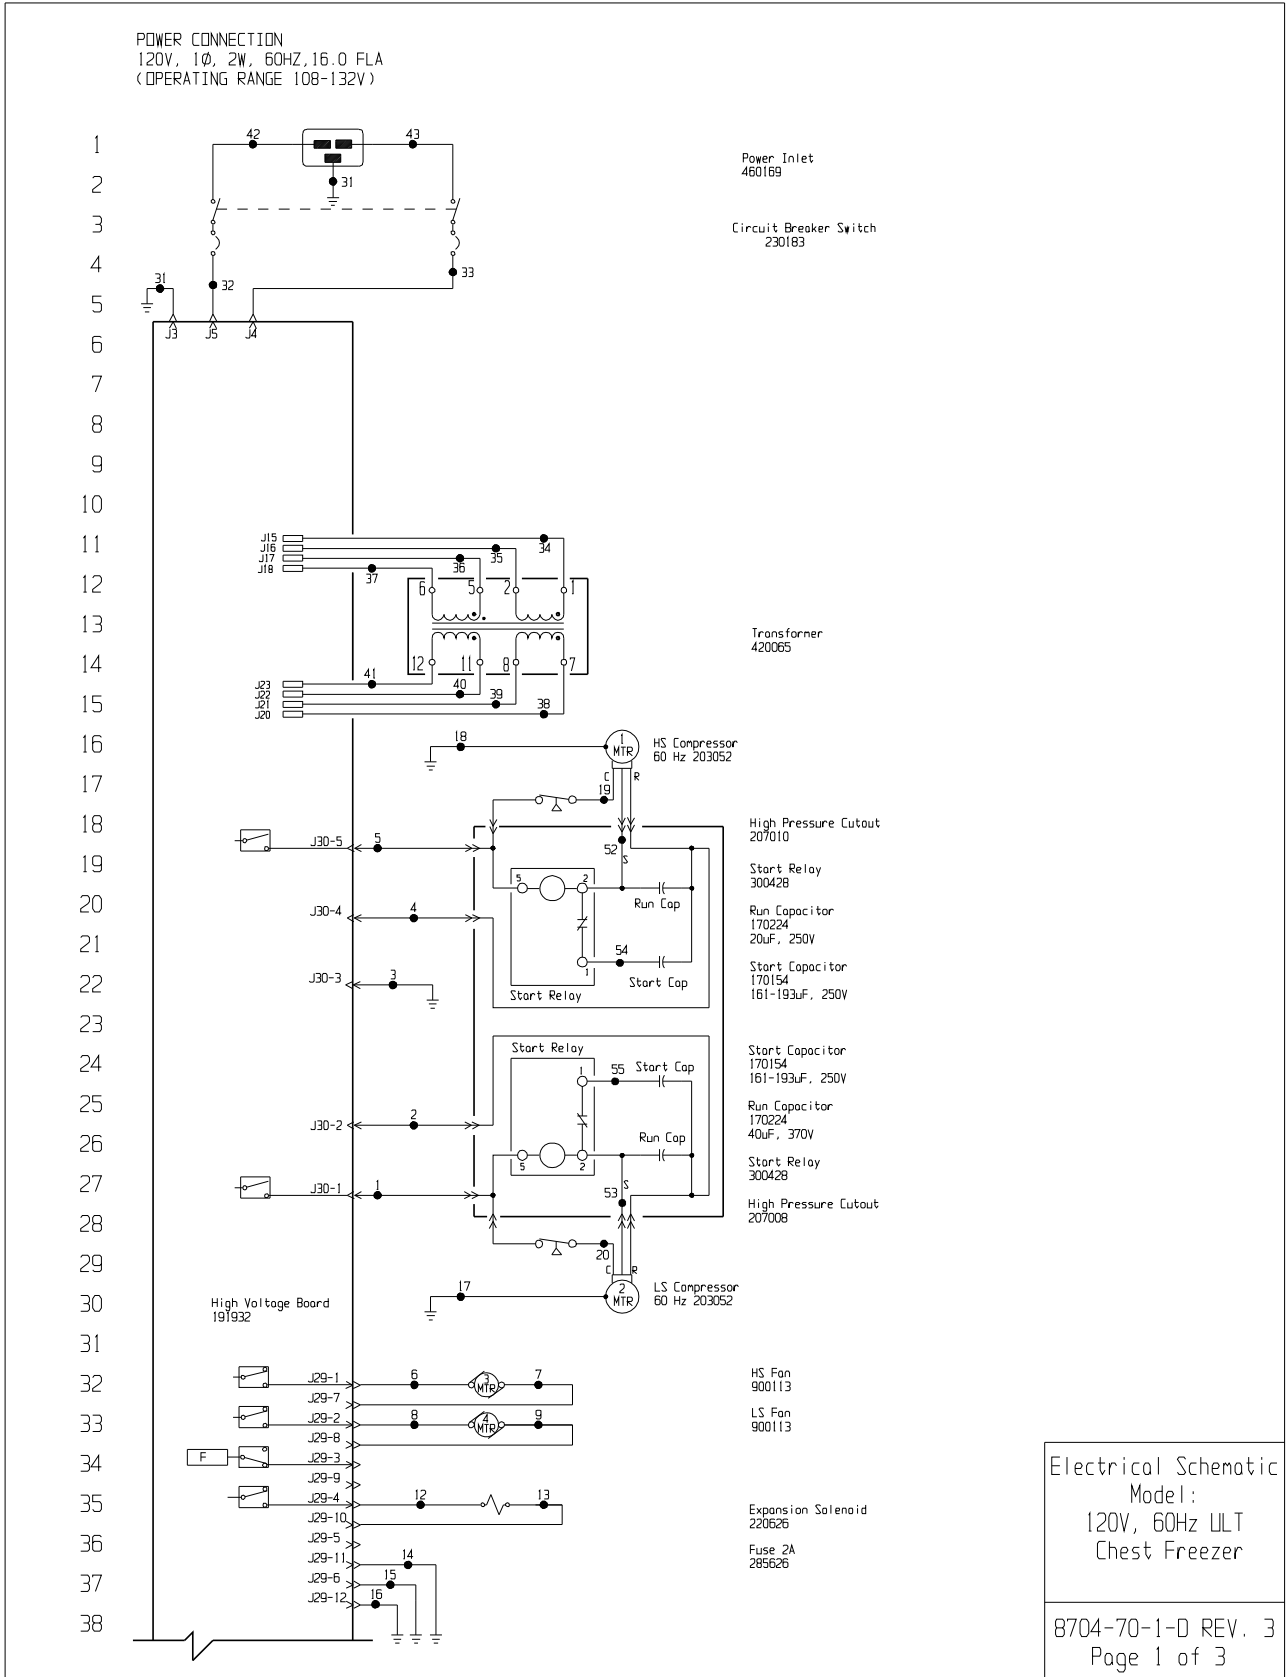 POWER CONNECTION
120V, 1Ø, 2W, 60HZ,16.0 FLA
(OPERATING RANGE 108-132V)
1
42
43
Power Inlet
460169
2
31
3
Circuit Breaker Switch
230183
4
31
32
33
5
J3
J5
J4
6
7
8
9
10
11
J15
J16
J17
J18
34
35
36
37
12
6
5
2
1
13
Transformer
420065
14
12
11
8
7
41
40
39
38
J23
J22
J21
J20
15
16
18
1
MTR
HS Compressor
60 Hz 203052
17
C
R
19
18
High Pressure Cutout
207010
J30-5
5
52
S
19
Start Relay
300428
5
2
Run Cap
20
J30-4
4
Run Capacitor
170224
20uF, 250V
21
54
1
Start Capacitor
170154
161-193uF, 250V
22
J30-3
3
Start Relay
Start Cap
23
24
Start Relay
1
55
Start Cap
Start Capacitor
170154
161-193uF, 250V
25
J30-2
2
Run Capacitor
170224
40uF, 370V
26
Run Cap
5
2
Start Relay
300428
27
J30-1
1
53
S
High Pressure Cutout
207008
28
29
20
C
R
30
High Voltage Board
191932
17
2
MTR
LS Compressor
60 Hz 203052
31
32
J29-1
6
3
MTR
7
HS Fan
900113
J29-7
33
J29-2
8
4
MTR
9
LS Fan
900113
J29-8
34
F
J29-3
J29-9
35
J29-4
12
13
Expansion Solenoid
220626
J29-10
36
J29-5
Fuse 2A
285626
J29-11
14
37
J29-6
15
J29-12
16
38
Electrical Schematic
Model:
120V, 60Hz ULT
Chest Freezer
8704-70-1-D REV. 3
Page 1 of 3